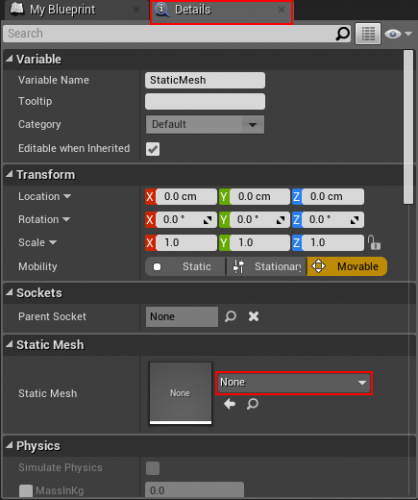 My Blueprint
Details
Search
Variable
Variable Name StaticMesh
Tooltip
Category Default
Editable when Inherited
Transform
Location X 0.0 cm Y 0.0 cm Z 0.0 cm
Rotation X 0.0 ° Y 0.0 ° Z 0.0 °
Scale X 1.0 Y 1.0 Z 1.0
Mobility Static Stationar Movable
Sockets
Parent Socket None
Static Mesh
None
Static Mesh None
Physics
Simulate Physics
MassInKg 0.0